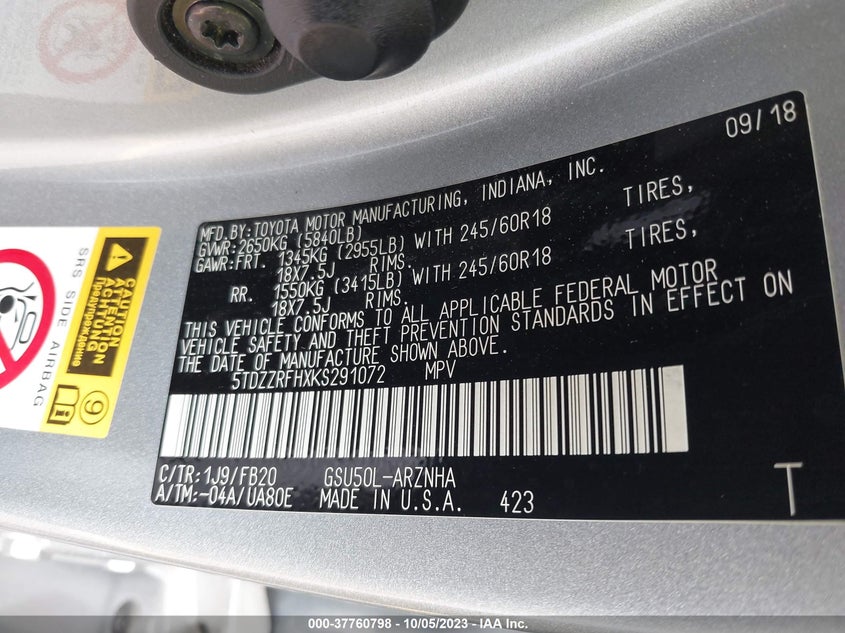 09/18
MFD.BY:TOYOTA MOTOR MANUFACTURING, INDIANA, INC.
GVWR:2650KG (5840LB)
GAWR:FRT. 1345KG (2955LB) WITH 245/60R18 TIRES,
18X7.5J RIMS.
RR. 1550KG (3415LB) WITH 245/60R18 TIRES,
18X7.5J RIMS.
THIS VEHICLE CONFORMS TO ALL APPLICABLE FEDERAL MOTOR
VEHICLE SAFETY AND THEFT PREVENTION STANDARDS IN EFFECT ON
THE DATE OF MANUFACTURE SHOWN ABOVE.
5TDZZRFHXKS291072 MPV
C/TR:1J9/FB20 GSU50L-ARZNHA
A/TM:-04A/UA80E MADE IN U.S.A. 423
T
SRS SIDE AIRBAG
CAUTION
ACHTUNG
Предупреждение
9
000-37760798 - 10/05/2023 - IAA Inc.